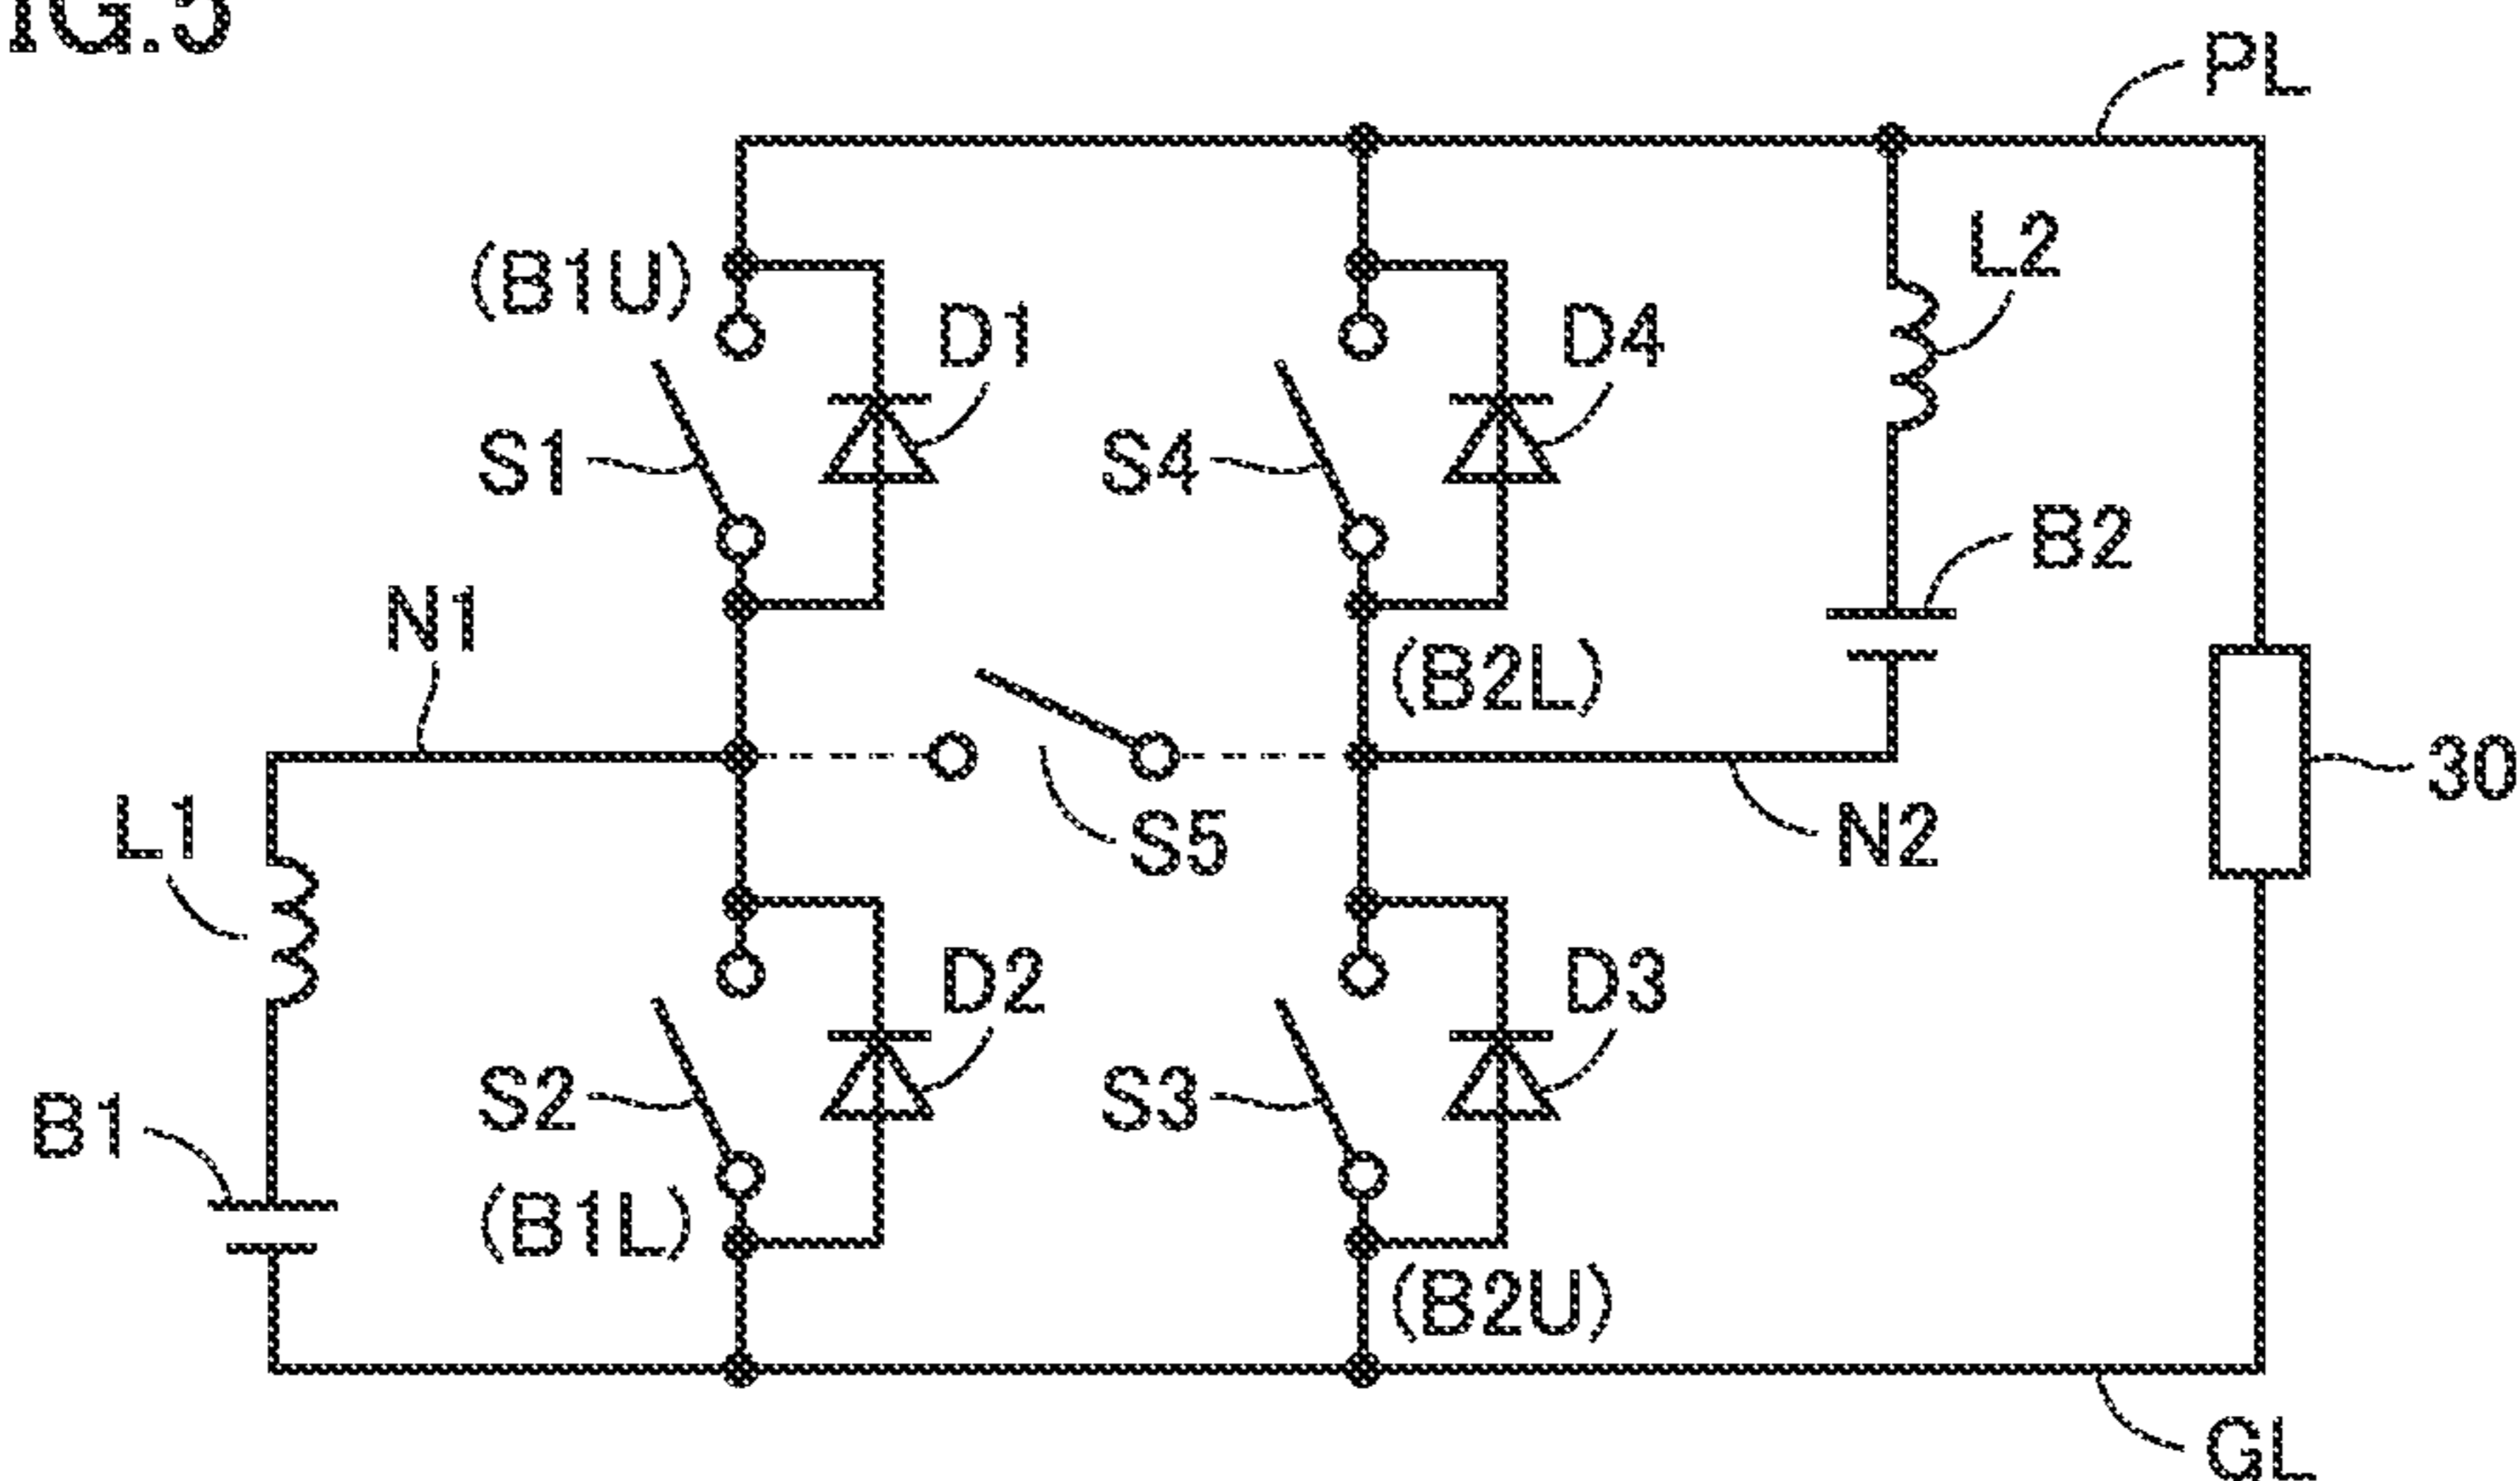 IG.5
PL
(B1U)
D1
D4
L2
S1
S4
B2
N1
(B2L)
30
L1
S5
N2
D2
D3
B1
S2
S3
(B1L)
(B2U)
GL